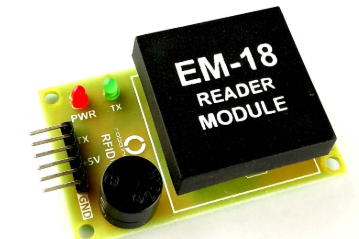 EM-18
READER
MODULE
PWR
TX
TX
RFID
+5V
GND